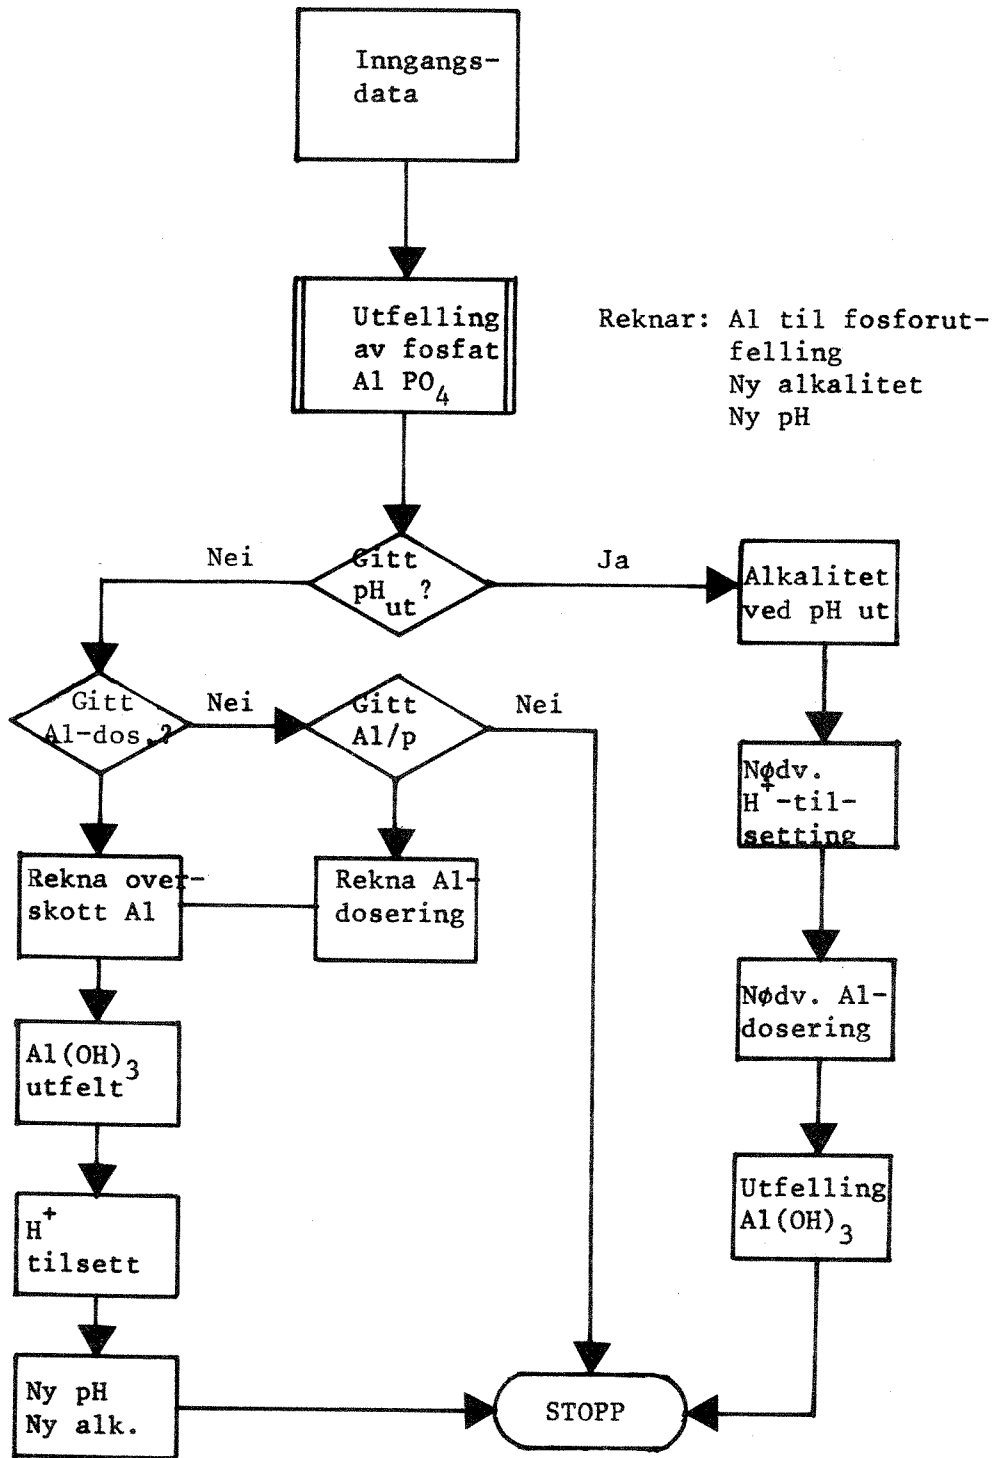 Inngangs-
data
Utfelling
av fosfat
Al PO4
Reknar: Al til fosforut-
felling
Ny alkalitet
Ny pH
Nei
Gitt
pHut?
Ja
Alkalitet
ved pH ut
Gitt
Al-dos.?
Nei
Gitt
Al/p
Nei
Nødv.
H+-til-
setting
Rekna over-
skott Al
Rekna Al-
dosering
Nødv. Al-
dosering
Al(OH)3
utfelt
Utfelling
Al(OH)3
H+
tilsett
Ny pH
Ny alk.
STOPP